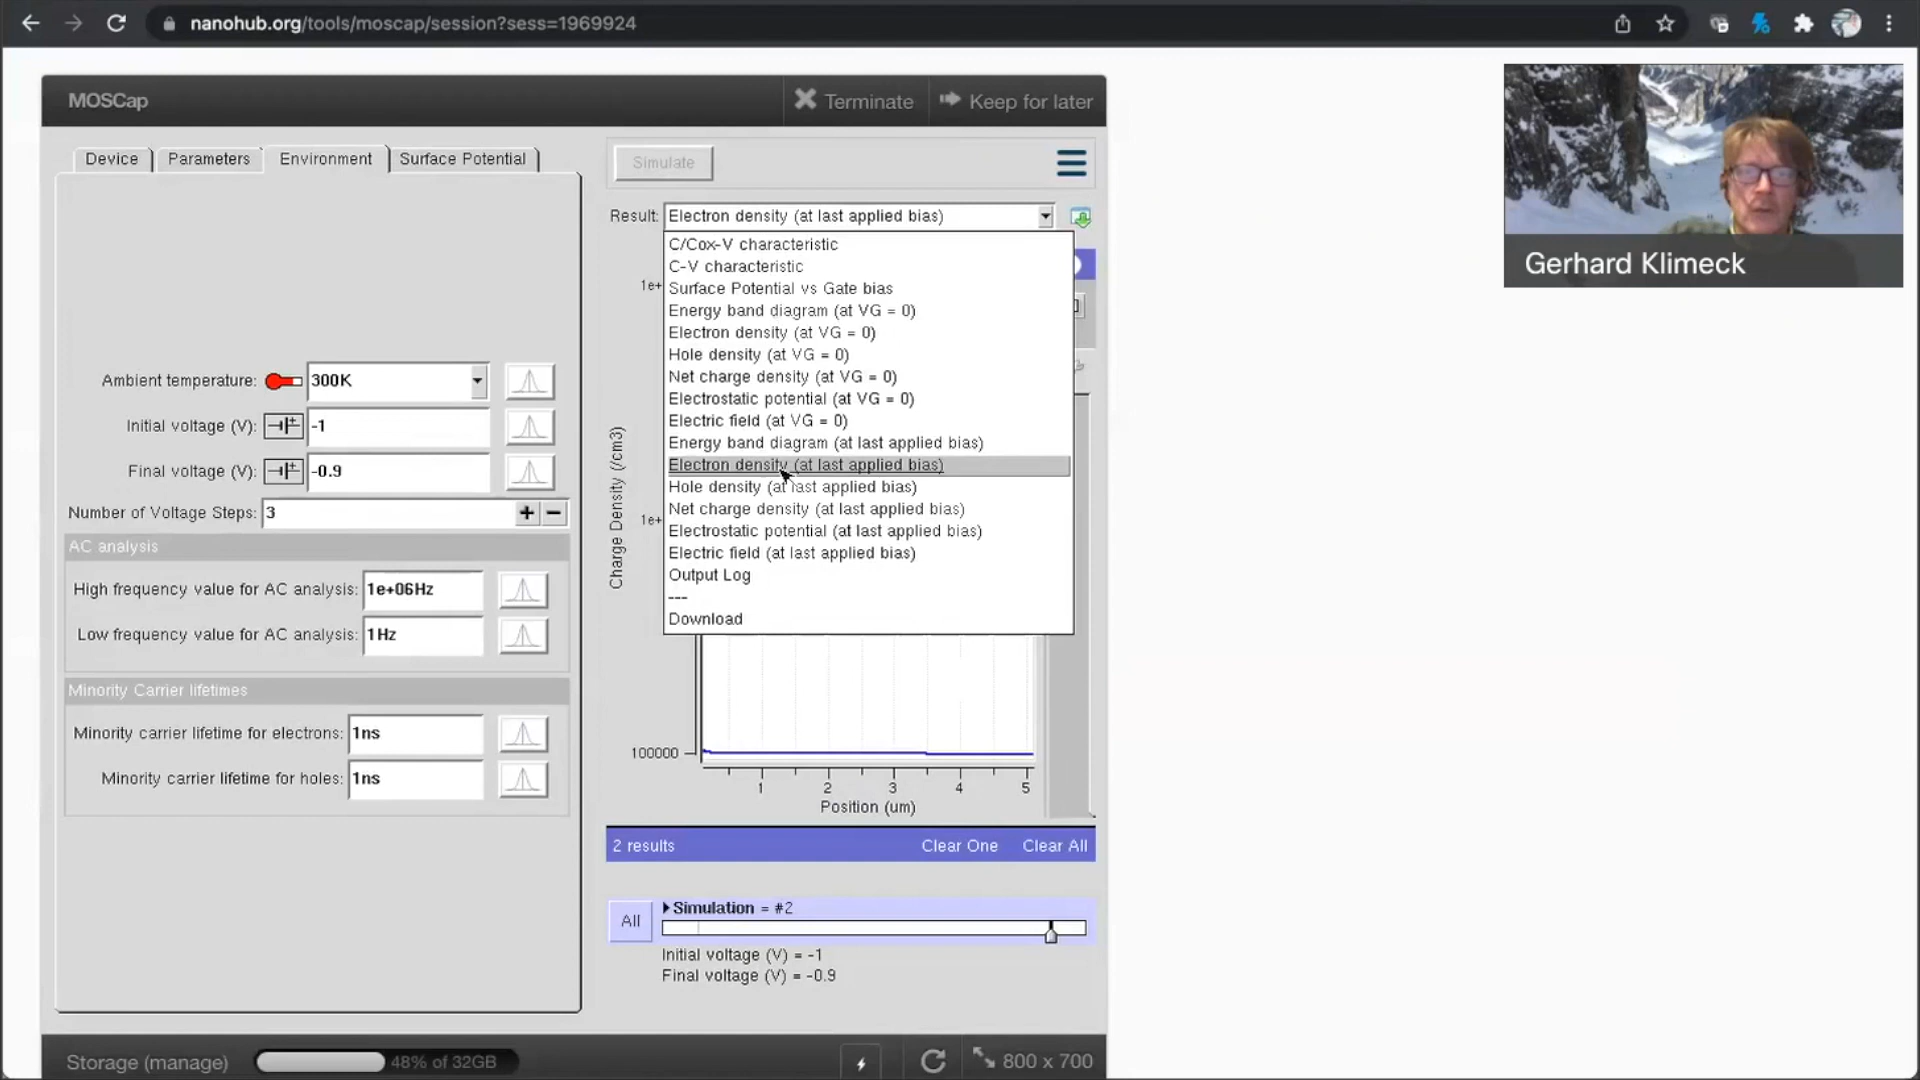 nanohub.org/tools/moscap/session?sess=1969924
MOSCap
Terminate
Keep for later
Device
Parameters
Environment
Surface Potential
Ambient temperature:
300K
Initial voltage (V):
-1
Final voltage (V):
-0.9
Number of Voltage Steps:
3
+
−
AC analysis
High frequency value for AC analysis:
1e+06Hz
Low frequency value for AC analysis:
1Hz
Minority Carrier lifetimes
Minority carrier lifetime for electrons:
1ns
Minority carrier lifetime for holes:
1ns
Simulate
Result:
Electron density (at last applied bias)
C/Cox-V characteristic
C-V characteristic
Surface Potential vs Gate bias
Energy band diagram (at VG = 0)
Electron density (at VG = 0)
Hole density (at VG = 0)
Net charge density (at VG = 0)
Electrostatic potential (at VG = 0)
Electric field (at VG = 0)
Energy band diagram (at last applied bias)
Electron density (at last applied bias)
Hole density (at last applied bias)
Net charge density (at last applied bias)
Electrostatic potential (at last applied bias)
Electric field (at last applied bias)
Output Log
---
Download
1e+
Charge Density (/cm3)
1e+
100000
1
2
3
4
5
Position (um)
2 results
Clear One
Clear All
All
Simulation = #2
Initial voltage (V) = -1
Final voltage (V) = -0.9
Storage (manage)
48% of 32GB
800 x 700
Gerhard Klimeck